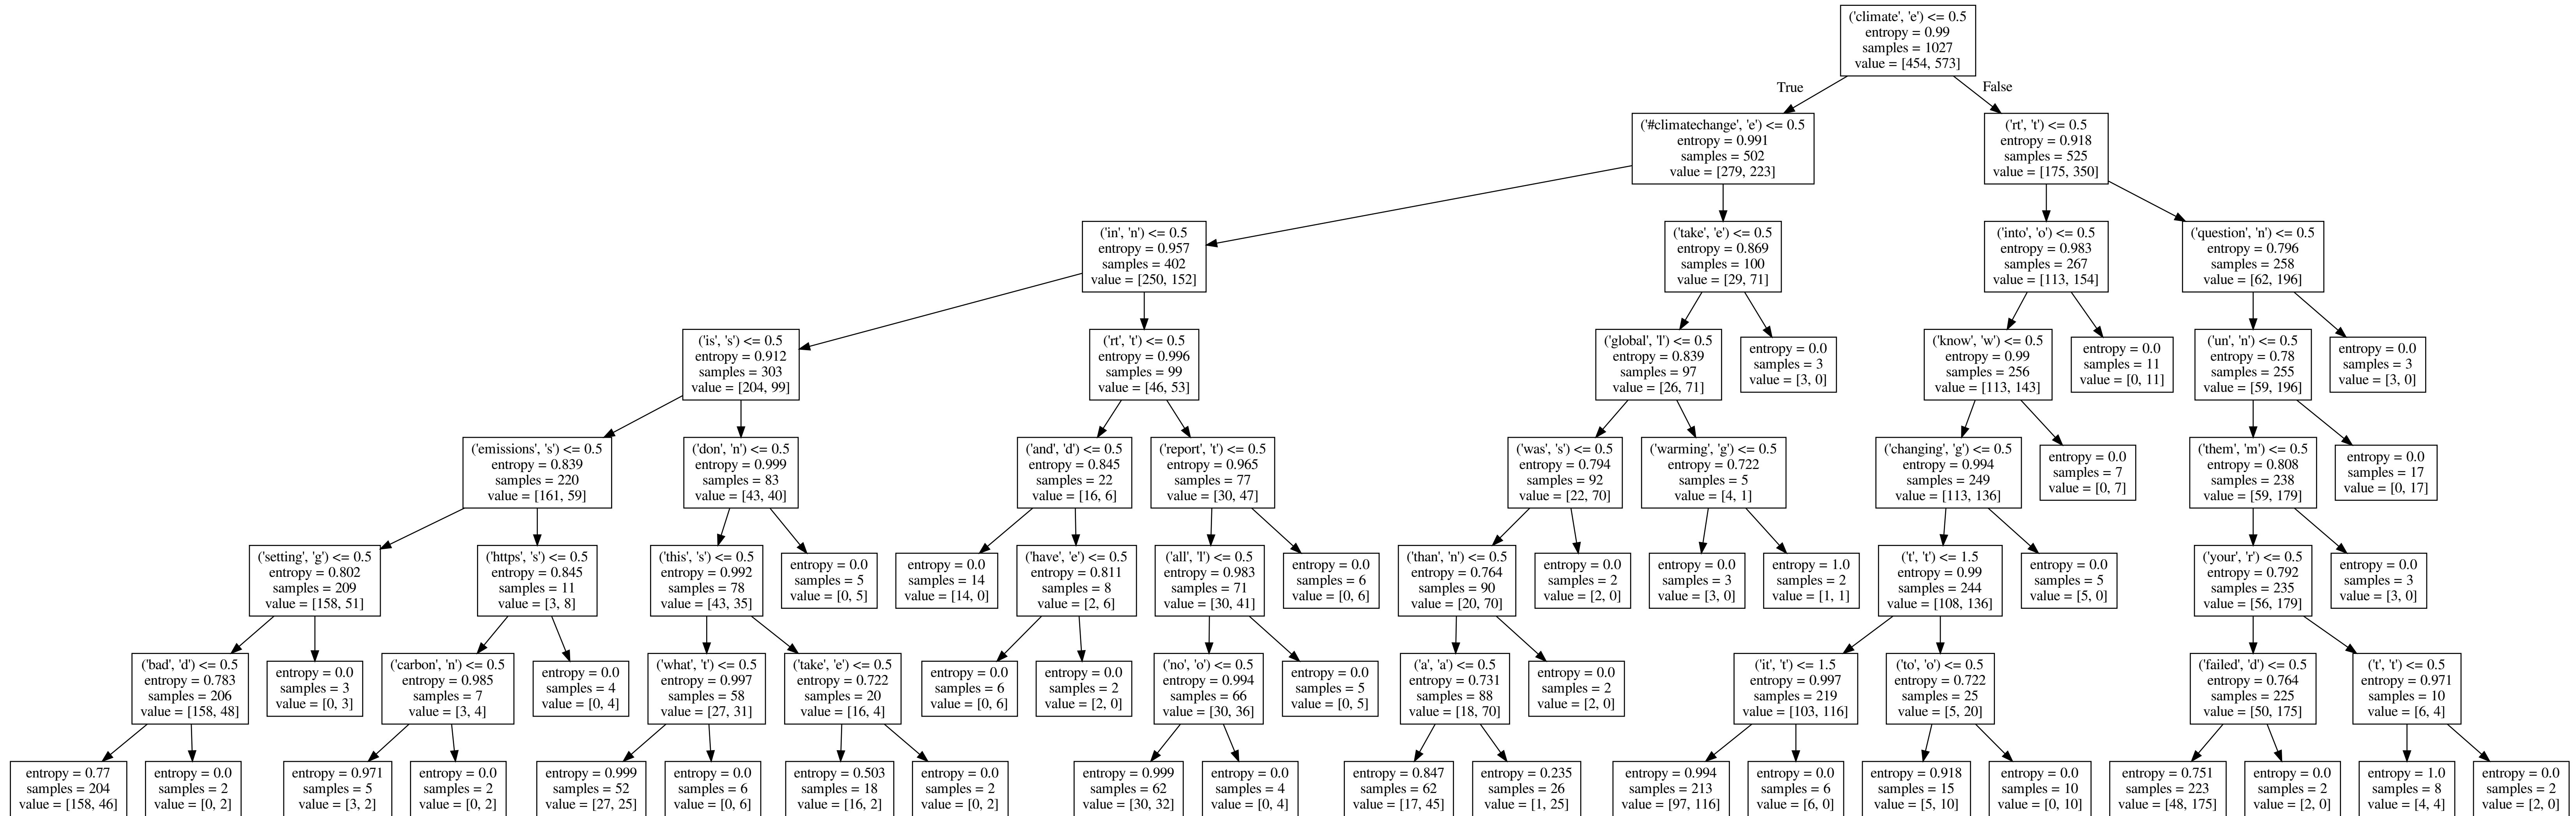 ('climate', 'e') <= 0.5
entropy = 0.99
samples = 1027
value = [454, 573]
True
False
('#climatechange', 'e') <= 0.5
entropy = 0.991
samples = 502
value = [279, 223]
('rt', 't') <= 0.5
entropy = 0.918
samples = 525
value = [175, 350]
('in', 'n') <= 0.5
entropy = 0.957
samples = 402
value = [250, 152]
('take', 'e') <= 0.5
entropy = 0.869
samples = 100
value = [29, 71]
('into', 'o') <= 0.5
entropy = 0.983
samples = 267
value = [113, 154]
('question', 'n') <= 0.5
entropy = 0.796
samples = 258
value = [62, 196]
('is', 's') <= 0.5
entropy = 0.912
samples = 303
value = [204, 99]
('rt', 't') <= 0.5
entropy = 0.996
samples = 99
value = [46, 53]
('global', 'l') <= 0.5
entropy = 0.839
samples = 97
value = [26, 71]
entropy = 0.0
samples = 3
value = [3, 0]
('know', 'w') <= 0.5
entropy = 0.99
samples = 256
value = [113, 143]
entropy = 0.0
samples = 11
value = [0, 11]
('un', 'n') <= 0.5
entropy = 0.78
samples = 255
value = [59, 196]
entropy = 0.0
samples = 3
value = [3, 0]
('emissions', 's') <= 0.5
entropy = 0.839
samples = 220
value = [161, 59]
('don', 'n') <= 0.5
entropy = 0.999
samples = 83
value = [43, 40]
('and', 'd') <= 0.5
entropy = 0.845
samples = 22
value = [16, 6]
('report', 't') <= 0.5
entropy = 0.965
samples = 77
value = [30, 47]
('was', 's') <= 0.5
entropy = 0.794
samples = 92
value = [22, 70]
('warming', 'g') <= 0.5
entropy = 0.722
samples = 5
value = [4, 1]
('changing', 'g') <= 0.5
entropy = 0.994
samples = 249
value = [113, 136]
entropy = 0.0
samples = 7
value = [0, 7]
('them', 'm') <= 0.5
entropy = 0.808
samples = 238
value = [59, 179]
entropy = 0.0
samples = 17
value = [0, 17]
('setting', 'g') <= 0.5
entropy = 0.802
samples = 209
value = [158, 51]
('https', 's') <= 0.5
entropy = 0.845
samples = 11
value = [3, 8]
('this', 's') <= 0.5
entropy = 0.992
samples = 78
value = [43, 35]
entropy = 0.0
samples = 5
value = [0, 5]
entropy = 0.0
samples = 14
value = [14, 0]
('have', 'e') <= 0.5
entropy = 0.811
samples = 8
value = [2, 6]
('all', 'l') <= 0.5
entropy = 0.983
samples = 71
value = [30, 41]
entropy = 0.0
samples = 6
value = [0, 6]
('than', 'n') <= 0.5
entropy = 0.764
samples = 90
value = [20, 70]
entropy = 0.0
samples = 2
value = [2, 0]
entropy = 0.0
samples = 3
value = [3, 0]
entropy = 1.0
samples = 2
value = [1, 1]
('t', 't') <= 1.5
entropy = 0.99
samples = 244
value = [108, 136]
entropy = 0.0
samples = 5
value = [5, 0]
('your', 'r') <= 0.5
entropy = 0.792
samples = 235
value = [56, 179]
entropy = 0.0
samples = 3
value = [3, 0]
('bad', 'd') <= 0.5
entropy = 0.783
samples = 206
value = [158, 48]
entropy = 0.0
samples = 3
value = [0, 3]
('carbon', 'n') <= 0.5
entropy = 0.985
samples = 7
value = [3, 4]
entropy = 0.0
samples = 4
value = [0, 4]
('what', 't') <= 0.5
entropy = 0.997
samples = 58
value = [27, 31]
('take', 'e') <= 0.5
entropy = 0.722
samples = 20
value = [16, 4]
entropy = 0.0
samples = 6
value = [0, 6]
entropy = 0.0
samples = 2
value = [2, 0]
('no', 'o') <= 0.5
entropy = 0.994
samples = 66
value = [30, 36]
entropy = 0.0
samples = 5
value = [0, 5]
('a', 'a') <= 0.5
entropy = 0.731
samples = 88
value = [18, 70]
entropy = 0.0
samples = 2
value = [2, 0]
('it', 't') <= 1.5
entropy = 0.997
samples = 219
value = [103, 116]
('to', 'o') <= 0.5
entropy = 0.722
samples = 25
value = [5, 20]
('failed', 'd') <= 0.5
entropy = 0.764
samples = 225
value = [50, 175]
('t', 't') <= 0.5
entropy = 0.971
samples = 10
value = [6, 4]
entropy = 0.77
samples = 204
value = [158, 46]
entropy = 0.0
samples = 2
value = [0, 2]
entropy = 0.971
samples = 5
value = [3, 2]
entropy = 0.0
samples = 2
value = [0, 2]
entropy = 0.999
samples = 52
value = [27, 25]
entropy = 0.0
samples = 6
value = [0, 6]
entropy = 0.503
samples = 18
value = [16, 2]
entropy = 0.0
samples = 2
value = [0, 2]
entropy = 0.999
samples = 62
value = [30, 32]
entropy = 0.0
samples = 4
value = [0, 4]
entropy = 0.847
samples = 62
value = [17, 45]
entropy = 0.235
samples = 26
value = [1, 25]
entropy = 0.994
samples = 213
value = [97, 116]
entropy = 0.0
samples = 6
value = [6, 0]
entropy = 0.918
samples = 15
value = [5, 10]
entropy = 0.0
samples = 10
value = [0, 10]
entropy = 0.751
samples = 223
value = [48, 175]
entropy = 0.0
samples = 2
value = [2, 0]
entropy = 1.0
samples = 8
value = [4, 4]
entropy = 0.0
samples = 2
value = [2, 0]